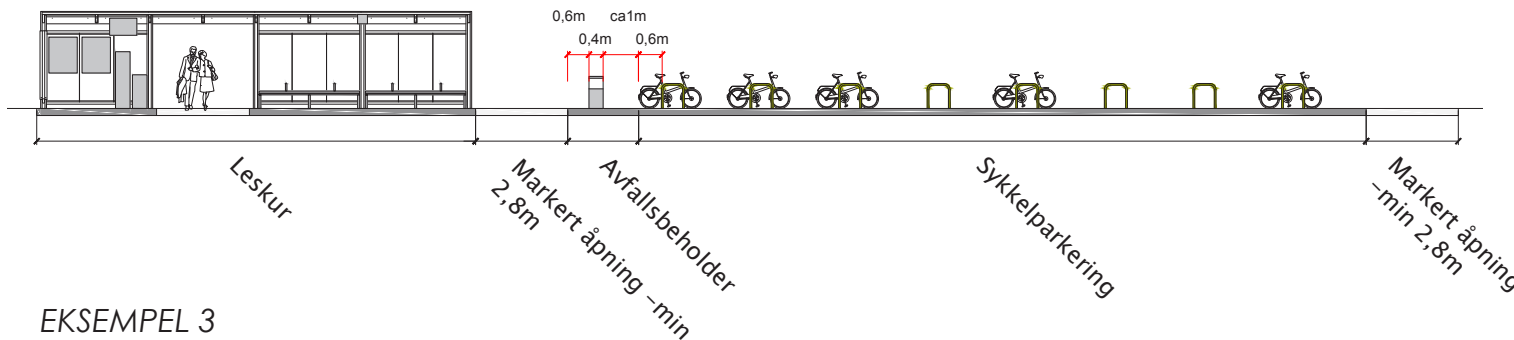 0,6m
ca1m
0,4m
0,6m
Leskur
Markert åpning –min
2,8m
Avfallsbeholder
Sykkelparkering
Markert åpning
–min 2,8m
EKSEMPEL 3